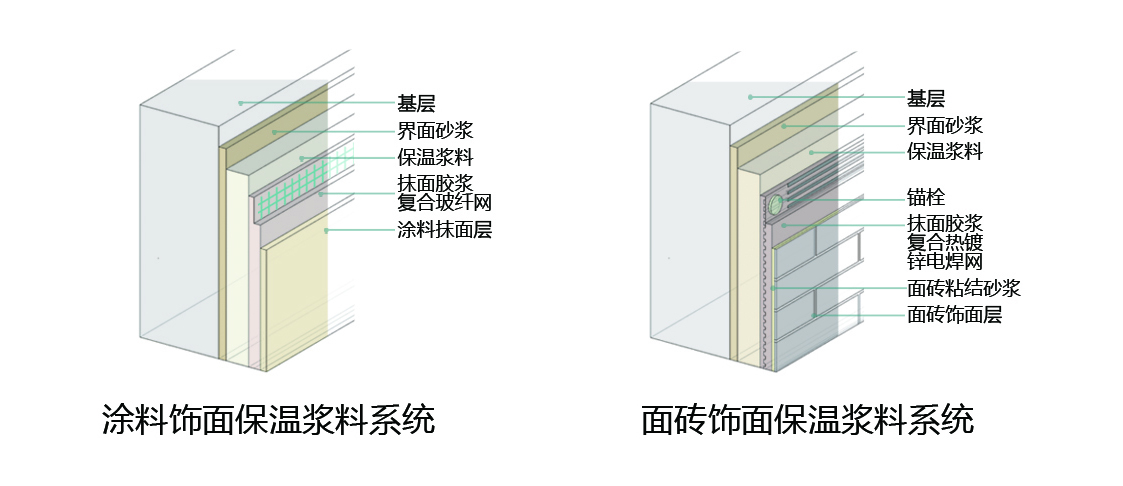 基层
界面砂浆
保温浆料
抹面胶浆
复合玻纤网
涂料抹面层
涂料饰面保温浆料系统
基层
界面砂浆
保温浆料
锚栓
抹面胶浆
复合热镀
锌电焊网
面砖粘结砂浆
面砖饰面层
面砖饰面保温浆料系统